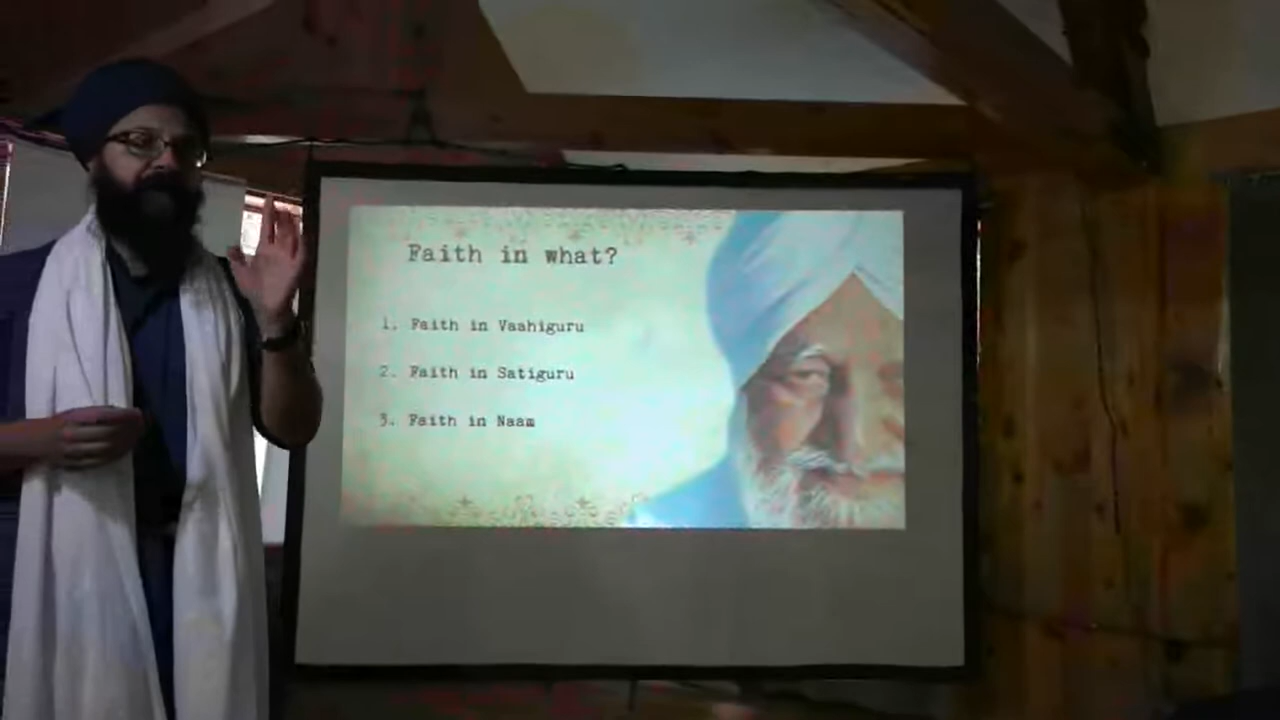 Faith in what?
1. Faith in Vaahiguru
2. Faith in Satiguru
3. Faith in Naam